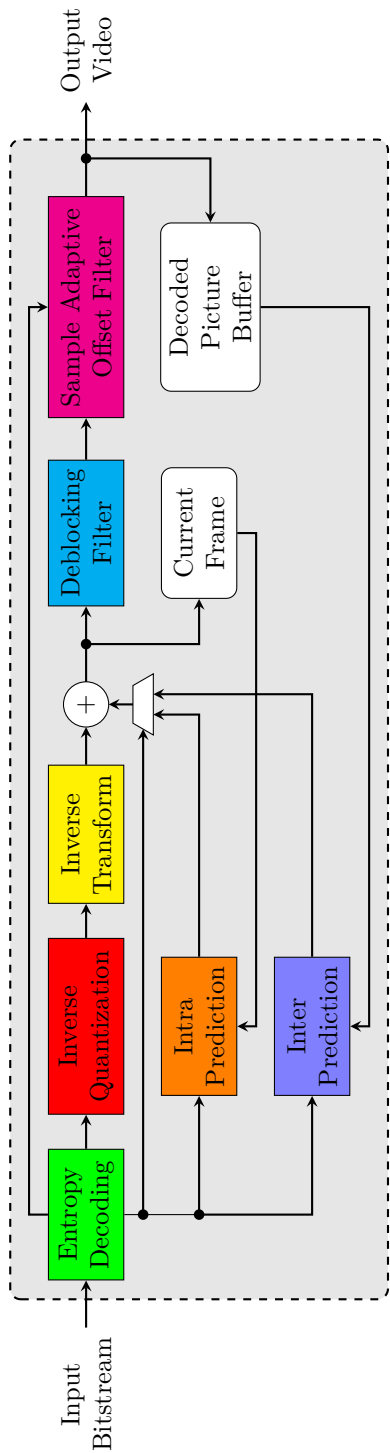 Input
Bitstream
Entropy
Decoding
Inverse
Quantization
Inverse
Transform
+
Deblocking
Filter
Sample Adaptive
Offset Filter
Output
Video
Intra
Prediction
Current
Frame
Decoded
Picture
Buffer
Inter
Prediction